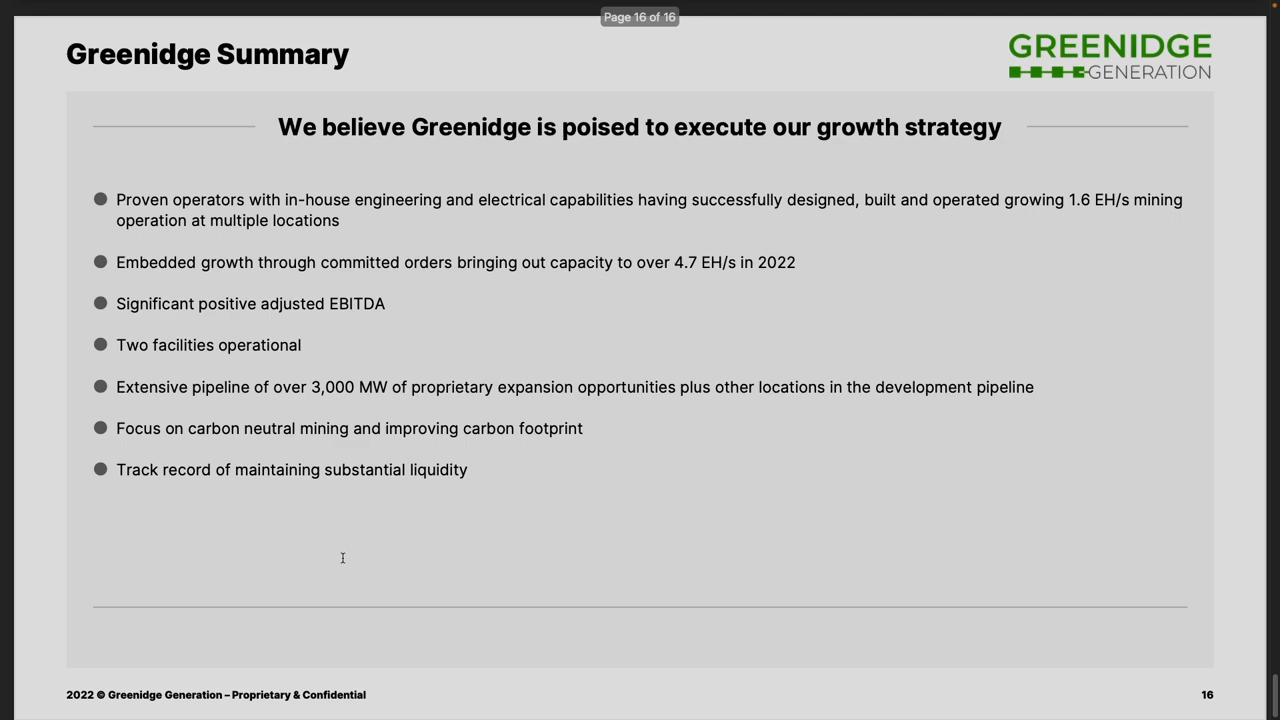 Page 16 of 16
Greenidge Summary
GREENIDGE
GENERATION
We believe Greenidge is poised to execute our growth strategy
Proven operators with in-house engineering and electrical capabilities having successfully designed, built and operated growing 1.6 EH/s mining
operation at multiple locations
Embedded growth through committed orders bringing out capacity to over 4.7 EH/s in 2022
Significant positive adjusted EBITDA
Two facilities operational
Extensive pipeline of over 3,000 MW of proprietary expansion opportunities plus other locations in the development pipeline
Focus on carbon neutral mining and improving carbon footprint
Track record of maintaining substantial liquidity
2022 © Greenidge Generation – Proprietary & Confidential
16